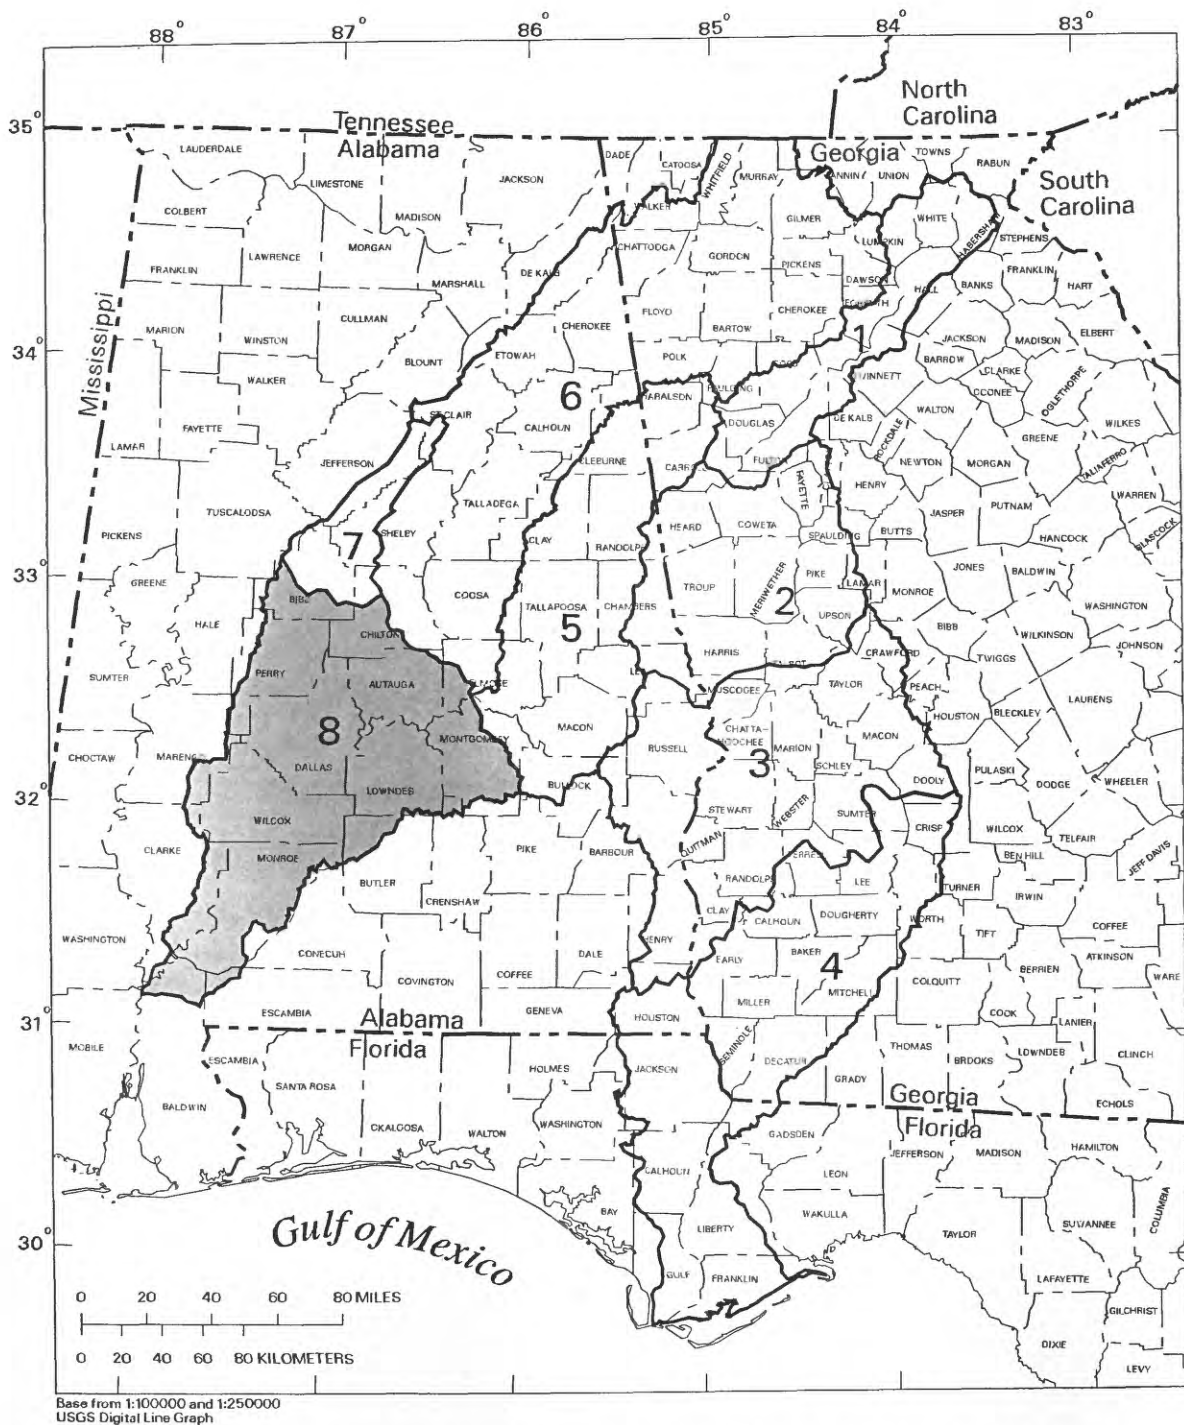 88° 87° 86° 85° 84° 83°
North
Carolina
35°
Tennessee
Alabama
Georgia
South
Carolina
LAUDERDALE
LIMESTONE
JACKSON
DADE
CATOOSA
WHITFIELD
MURRAY
UNION
TOWNS
RABUN
COLBERT
MADISON
WALKER
GILMER
WHITE
HABERSHAM
STEPHENS
LAWRENCE
MORGAN
LUMPKIN
FRANKLIN
DE KALB
CHATTOOGA
GORDON
PICKENS
DAWSON
HALL
BANKS
FRANKLIN
HART
MARSHALL
CULLMAN
CHEROKEE
FLOYD
BARTOW
CHEROKEE
1
JACKSON
MADISON
ELBERT
34°
Mississippi
MARION
WINSTON
BLOUNT
ETOWAH
POLK
BARROW
CLARKE
OCONEE
OGLETHORPE
WALKER
6
HARALSON
PAULDING
GWINNETT
ST CLAIR
CALHOUN
DOUGLAS
DE KALB
WALTON
ROCKDALE
GREENE
WILKES
FAYETTE
LAMAR
JEFFERSON
CLEBURNE
CARROLL
FULTON
NEWTON
MORGAN
TALIAFERRO
TALLADEGA
FAYETTE
HENRY
WARREN
TUSCALOOSA
HEARD
COWETA
JASPER
PUTNAM
GLASCOCK
PICKENS
7
SHELBY
CLAY
RANDOLPH
SPAULDING
BUTTS
HANCOCK
33°
GREENE
COOSA
TROUP
MERIWETHER
PIKE
LAMAR
MONROE
JONES
BALDWIN
BIBB
HALE
TALLAPOOSA
CHAMBERS
2
UPSON
WASHINGTON
5
CHILTON
HARRIS
TALBOT
BIBB
WILKINSON
JOHNSON
CRAWFORD
TWIGGS
SUMTER
PERRY
AUTAUGA
ELMORE
LEE
MUSCOGEE
TAYLOR
PEACH
LAURENS
8
MONTGOMERY
MACON
RUSSELL
CHATTA-
HOOCHEE
MARION
MACON
HOUSTON
BLECKLEY
CHOCTAW
MARENGO
DALLAS
3
SCHLEY
DOOLY
PULASKI
DODGE
WHEELER
32°
LOWNDES
BULLOCK
STEWART
WEBSTER
SUMTER
CRISP
WILCOX
TELFAIR
WILCOX
CLARKE
MONROE
PIKE
BARBOUR
QUITMAN
TERRELL
BEN HILL
JEFF DAVIS
BUTLER
CRENSHAW
RANDOLPH
LEE
TURNER
IRWIN
CLAY
CALHOUN
DOUGHERTY
WORTH
COFFEE
WASHINGTON
HENRY
TIFT
CONECUH
COVINGTON
COFFEE
DALE
EARLY
BAKER
4
BERRIEN
ATKINSON
WARE
MILLER
MITCHELL
COLQUITT
31°
ESCAMBIA
Alabama
Florida
GENEVA
HOUSTON
COOK
LANIER
MOBILE
ESCAMBIA
SANTA ROSA
HOLMES
JACKSON
SEMINOLE
DECATUR
GRADY
THOMAS
BROOKS
LOWNDES
CLINCH
ECHOLS
BALDWIN
OKALOOSA
WALTON
WASHINGTON
Georgia
Florida
GADSDEN
JEFFERSON
MADISON
HAMILTON
CALHOUN
LEON
COLUMBIA
Gulf of Mexico
BAY
LIBERTY
WAKULLA
TAYLOR
SUWANNEE
30°
GULF
FRANKLIN
LAFAYETTE
GILCHRIST
DIXIE
LEVY
0 20 40 60 80 MILES
0 20 40 60 80 KILOMETERS
Base from 1:100000 and 1:250000
USGS Digital Line Graph